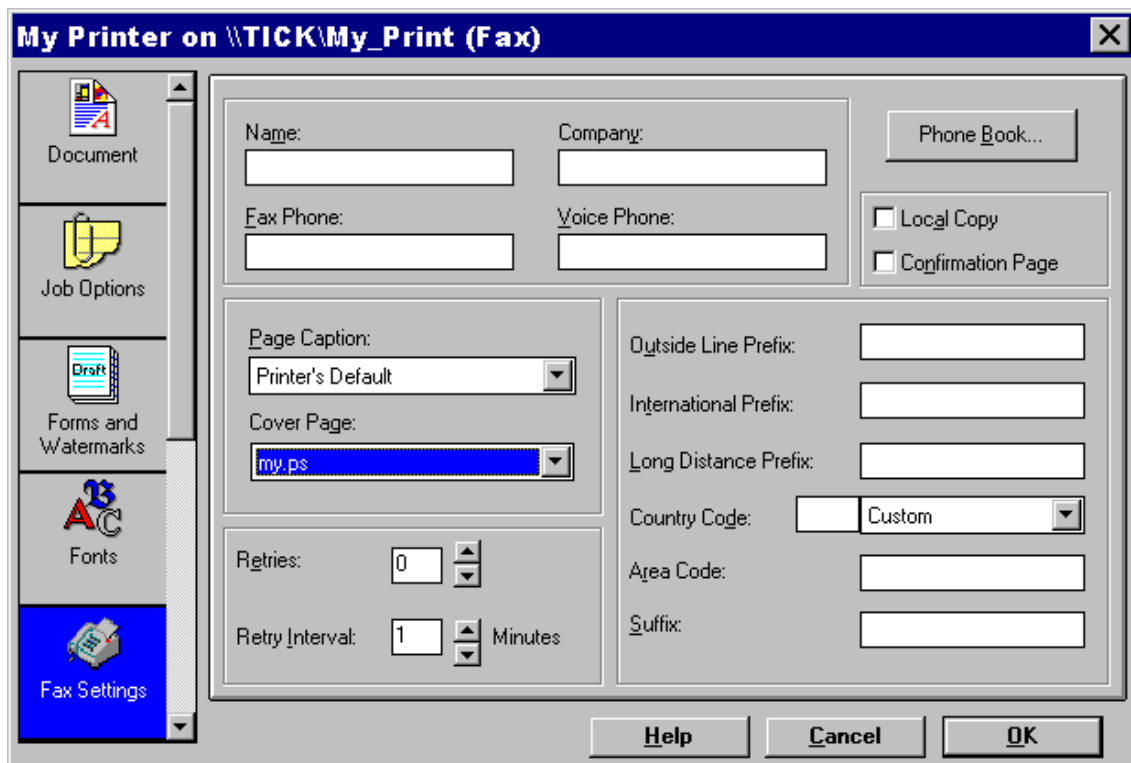 My Printer on \\TICK\My_Print (Fax)
Document
Job Options
Draft
Forms and
Watermarks
Fonts
Fax Settings
Name:
Company:
Fax Phone:
Voice Phone:
Phone Book...
Local Copy
Confirmation Page
Page Caption:
Printer's Default
Cover Page:
my.ps
Retries: 0
Retry Interval: 1 Minutes
Outside Line Prefix:
International Prefix:
Long Distance Prefix:
Country Code: Custom
Area Code:
Suffix:
Help Cancel OK